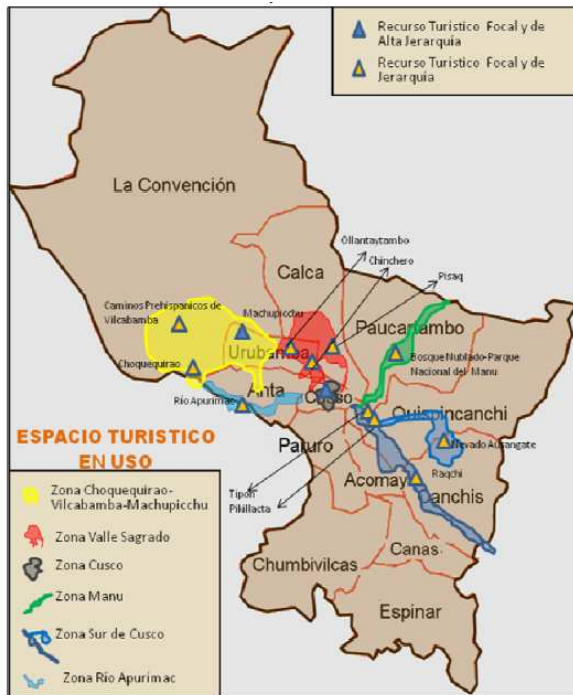 Recurso Turistico Focal y de
Alta Jerarquía
Recurso Turistico Focal y de
Jerarquía
La Convención
Ollantaytambo
Chinchero
Calca
Pisaq
Caminos Prehispanicos de
Vilcabamba
Machupicchu
Paucartambo
Urubamba
Bosque Nublado-Parque
Nacional del Manu
Choquequirao
Anta
Cusco
Río Apurimac
Quispincanchi
ESPACIO TURISTICO
EN USO
Paruro
Nevado Ausangate
Raqchi
Acomayo
Canchis
Tipon
Pikillacta
Zona Choquequirao-
Vilcabamba-Machupicchu
Zona Valle Sagrado
Zona Cusco
Zona Manu
Zona Sur de Cusco
Zona Río Apurimac
Canas
Chumbivilcas
Espinar